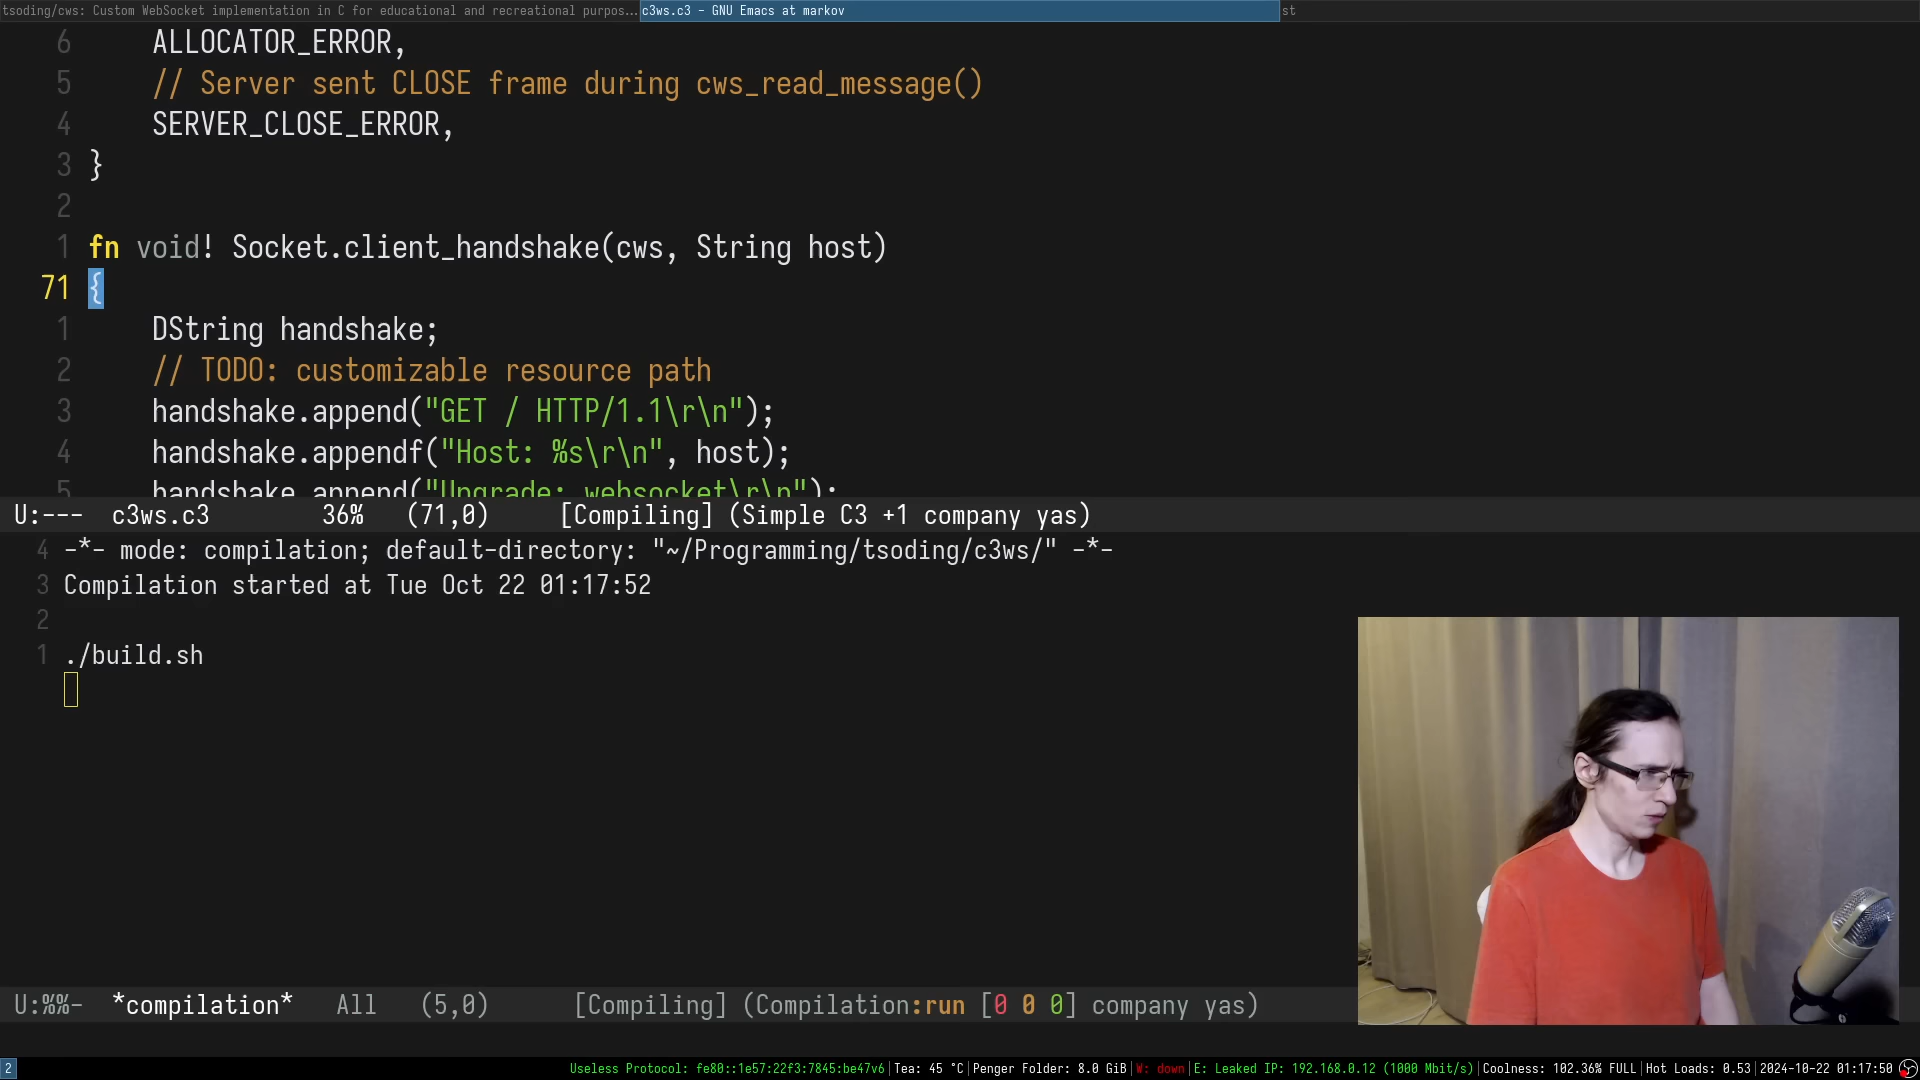 tsoding/cws: Custom WebSocket implementation in C for educational and recreational purpos...
c3ws.c3 - GNU Emacs at markov
st
6 ALLOCATOR_ERROR,
5 // Server sent CLOSE frame during cws_read_message()
4 SERVER_CLOSE_ERROR,
3 }
2
1 fn void! Socket.client_handshake(cws, String host)
71 {
1 DString handshake;
2 // TODO: customizable resource path
3 handshake.append("GET / HTTP/1.1\r\n");
4 handshake.appendf("Host: %s\r\n", host);
5 handshake.append("Upgrade: websocket\r\n");
U:--- c3ws.c3 36% (71,0) [Compiling] (Simple C3 +1 company yas)
4 -*- mode: compilation; default-directory: "~/Programming/tsoding/c3ws/" -*-
3 Compilation started at Tue Oct 22 01:17:52
2
1 ./build.sh
U:%%- *compilation* All (5,0) [Compiling] (Compilation:run [0 0 0] company yas)
2 Useless Protocol: fe80::1e57:22f3:7845:be47v6|Tea: 45 °C|Penger Folder: 8.0 GiB|W: down|E: Leaked IP: 192.168.0.12 (1000 Mbit/s)|Coolness: 102.36% FULL|Hot Loads: 0.53|2024-10-22 01:17:50